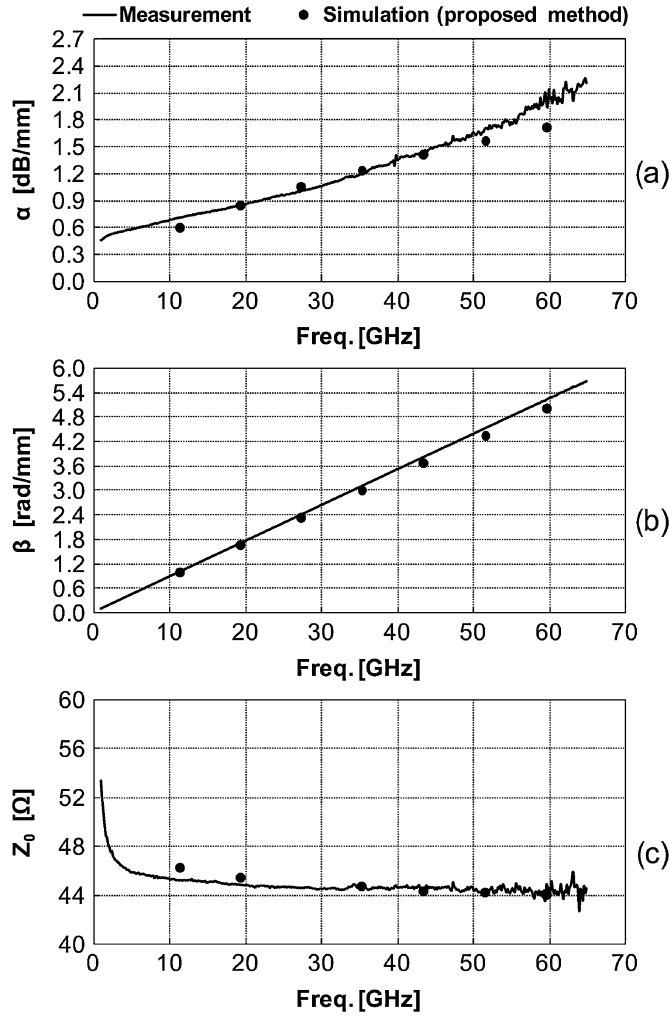 Measurement Simulation (proposed method)
2.7
2.4
2.1
1.8
1.5
1.2
0.9
0.6
0.3
0.0
α [dB/mm]
(a)
0 10 20 30 40 50 60 70
Freq. [GHz]
6.0
5.4
4.8
4.2
3.6
3.0
2.4
1.8
1.2
0.6
0.0
β [rad/mm]
(b)
0 10 20 30 40 50 60 70
Freq. [GHz]
60
56
52
48
44
40
Z0 [Ω]
(c)
0 10 20 30 40 50 60 70
Freq. [GHz]